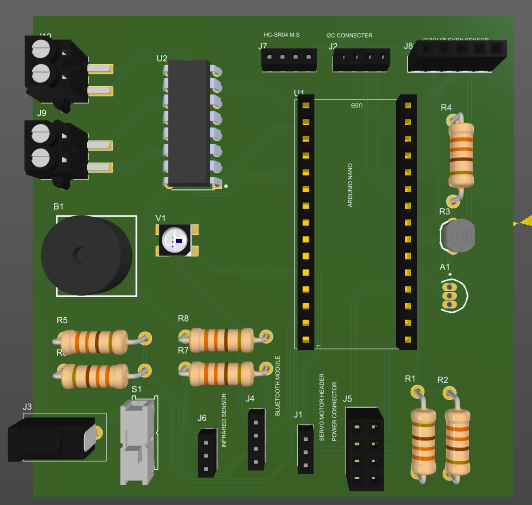 HC-SR04 M.S
I2C CONNECTER
J7
J2
J8
J10
U2
U1
U$5
R4
J9
ARDUINO NANO
B1
V1
R3
A1
R5
R8
R7
S1
BLUETOOTH MODULE
J3
J6
INFRARED SENSOR
J4
J1
SERVO MOTOR HEADER
POWER CONNECTOR
J5
R1
R2